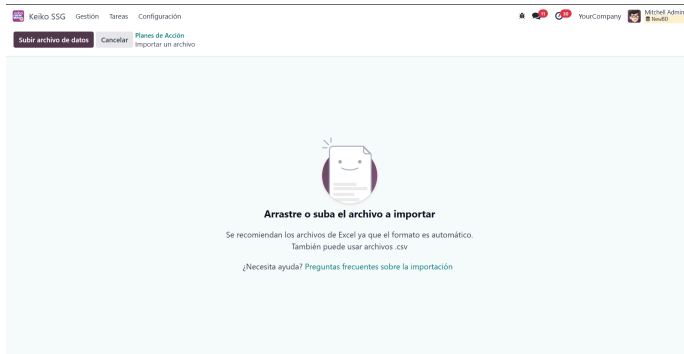 Keiko SSG Gestión Tareas Configuración
YourCompany
Mitchell Admin
NewBD
Subir archivo de datos Cancelar
Planes de Acción
Importar un archivo
Arrastre o suba el archivo a importar
Se recomiendan los archivos de Excel ya que el formato es automático.
También puede usar archivos .csv
¿Necesita ayuda? Preguntas frecuentes sobre la importación